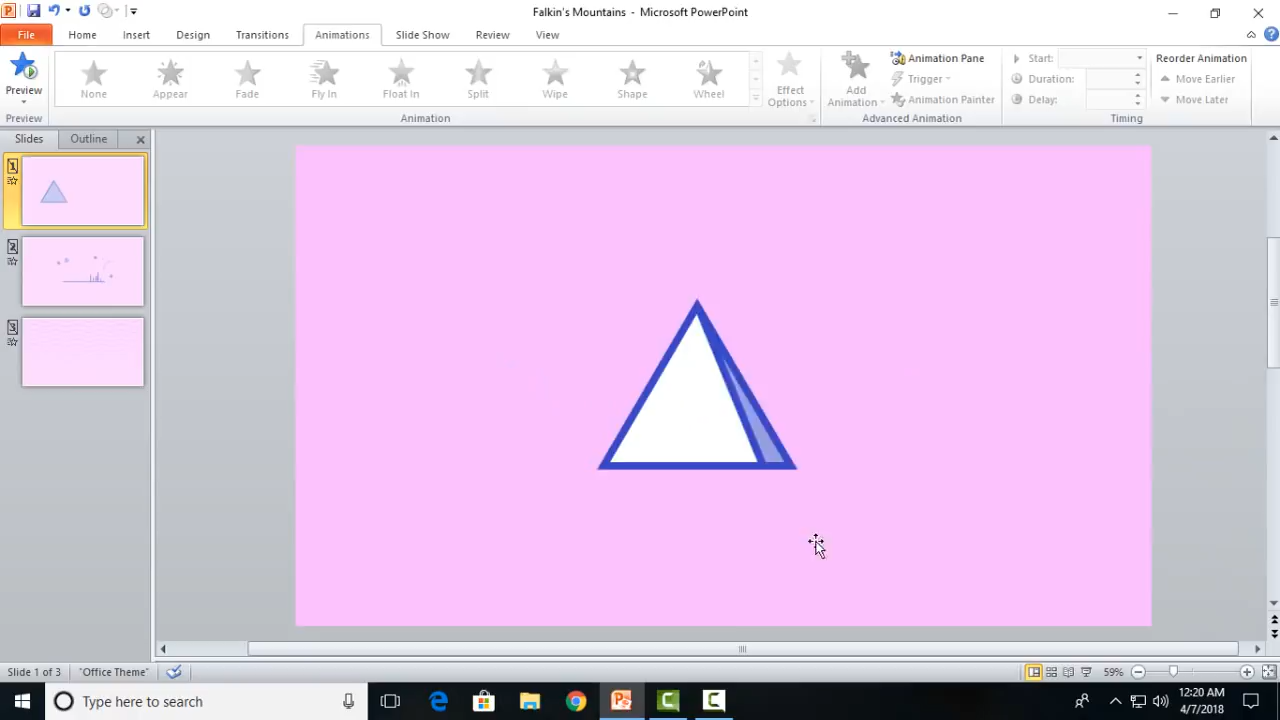 Falkin's Mountains - Microsoft PowerPoint
File Home Insert Design Transitions Animations Slide Show Review View
Preview
Preview
None Appear Fade Fly In Float In Split Wipe Shape Wheel
Animation
Effect Options
Add Animation
Animation Pane
Trigger
Animation Painter
Advanced Animation
Start:
Duration:
Delay:
Reorder Animation
Move Earlier
Move Later
Timing
Slides Outline
1
2
3
Slide 1 of 3 "Office Theme" 59%
Type here to search
12:20 AM
4/7/2018